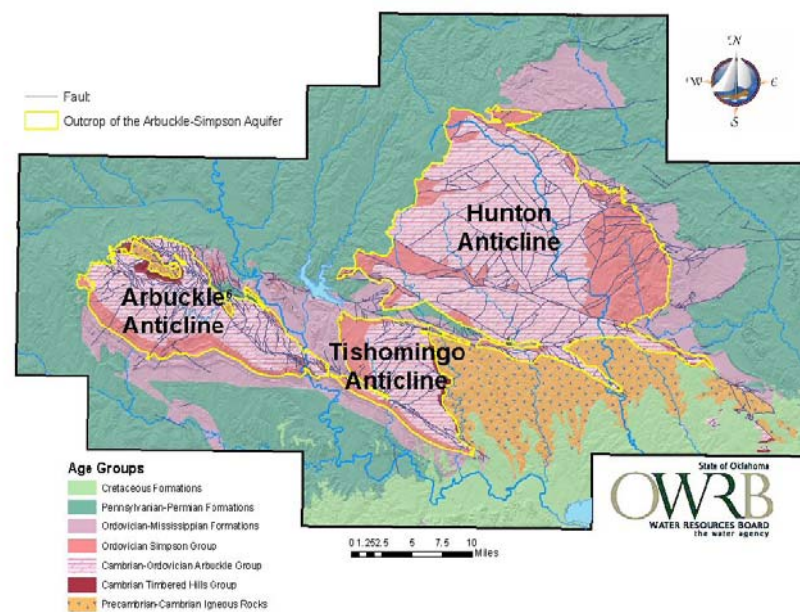 Fault
Outcrop of the Arbuckle-Simpson Aquifer
N
W
E
S
Hunton
Anticline
Arbuckle
Anticline
Tishomingo
Anticline
Age Groups
Cretaceous Formations
Pennsylvanian-Permian Formations
Ordovician-Mississippian Formations
Ordovician Simpson Group
Cambrian-Ordovician Arbuckle Group
Cambrian Timbered Hills Group
Precambrian-Cambrian Igneous Rocks
0 1.252.5 5 7.5 10
Miles
State of Oklahoma
OWRB
WATER RESOURCES BOARD
the water agency